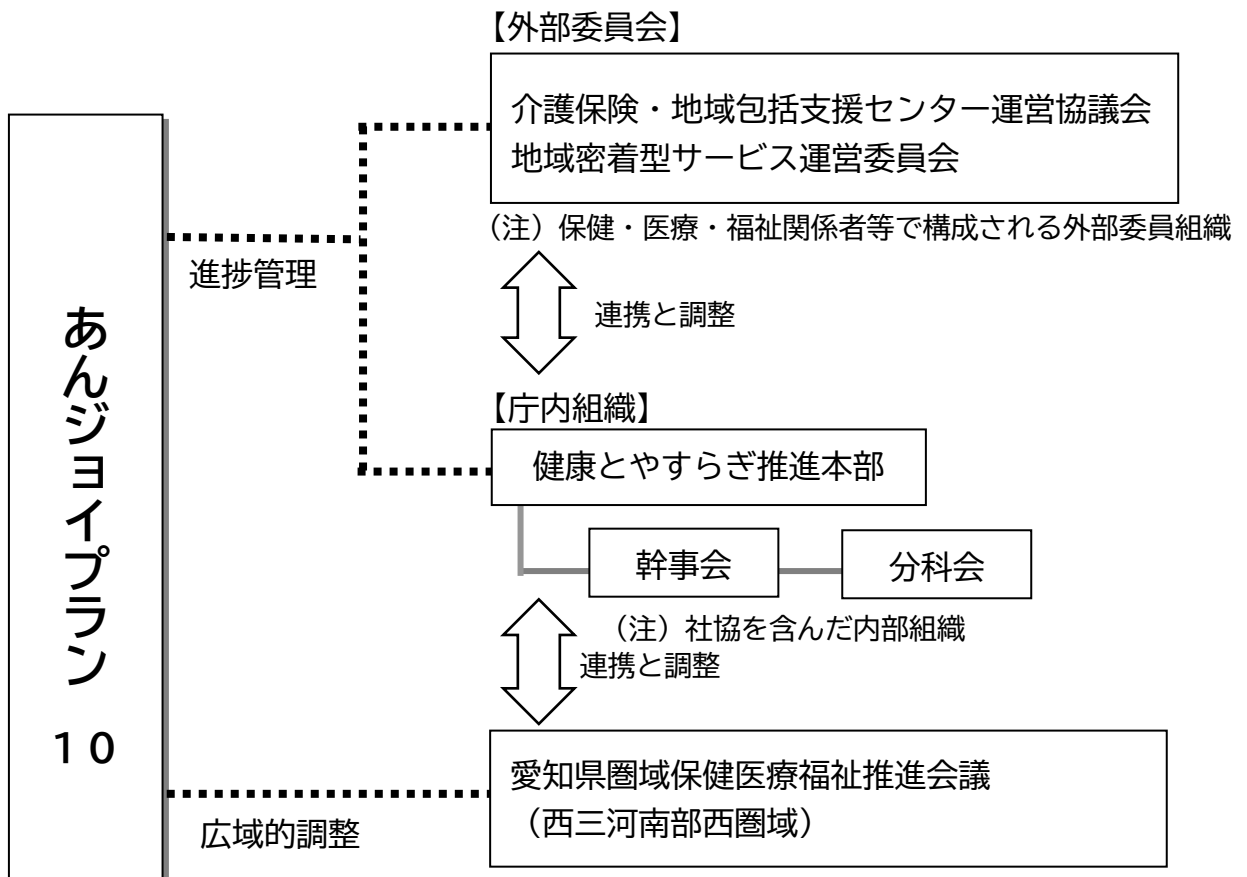 【外部委員会】
介護保険・地域包括支援センター運営協議会
地域密着型サービス運営委員会
（注）保健・医療・福祉関係者等で構成される外部委員組織
進捗管理
連携と調整
あんジョイプラン １０
【庁内組織】
健康とやすらぎ推進本部
幹事会
分科会
（注）社協を含んだ内部組織
連携と調整
愛知県圏域保健医療福祉推進会議
（西三河南部西圏域）
広域的調整